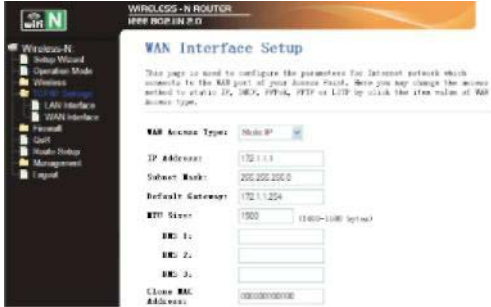 WiFi N
WIRELESS-N ROUTER
IEEE 802.11N 2.0
Wireless-N
Setup Wizard
Operation Mode
Wireless
TCP/IP Settings
LAN Interface
WAN Interface
Firewall
QoS
Route Setup
Management
Logout
WAN Interface Setup
This page is used to configure the parameters for Internet network which
connects to the WAN port of your Access Point. Here you may change the access
method to static IP, DHCP, PPPoE, PPTP or L2TP by click the item value of WAN
Access type.
WAN Access Type: Static IP
IP Address: 172.1.1.1
Subnet Mask: 255.255.255.0
Default Gateway: 172.1.1.254
MTU Size: 1500 (1400-1500 bytes)
DNS 1:
DNS 2:
DNS 3:
Clone MAC
Address: 000000000000